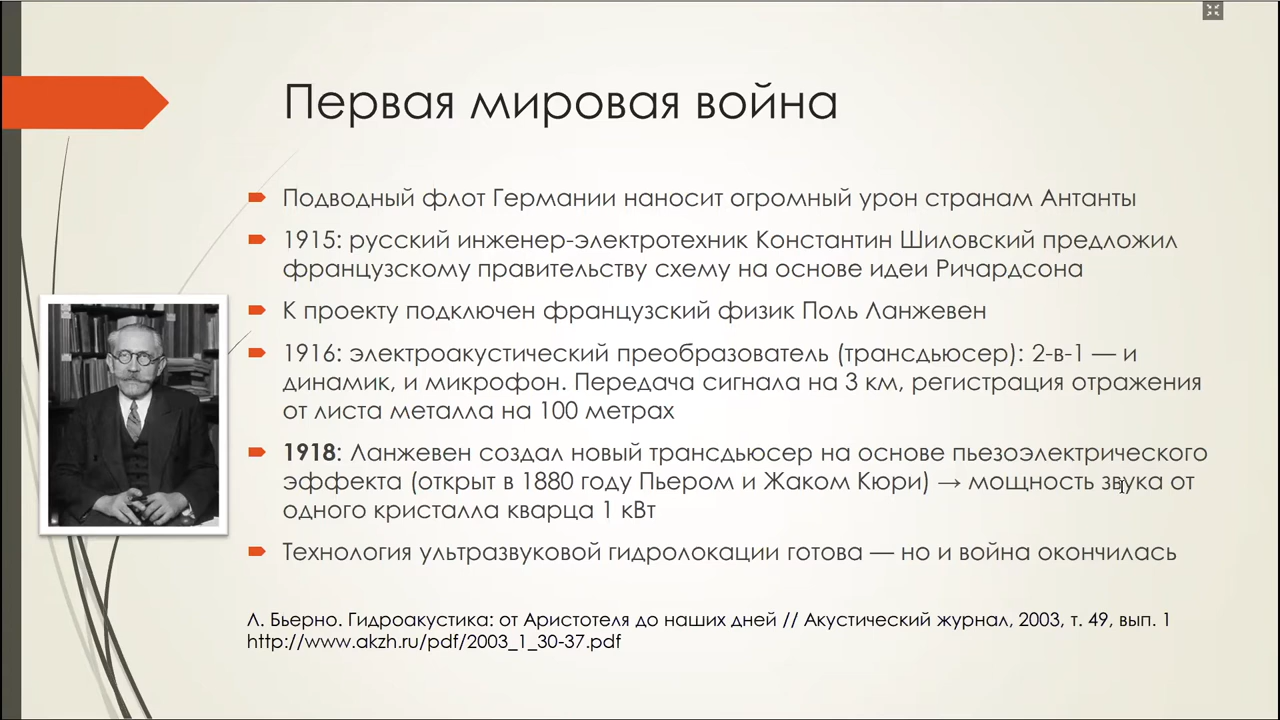 Первая мировая война
Подводный флот Германии наносит огромный урон странам Антанты
1915: русский инженер-электротехник Константин Шиловский предложил
французскому правительству схему на основе идеи Ричардсона
К проекту подключен французский физик Поль Ланжевен
1916: электроакустический преобразователь (трансдьюсер): 2-в-1 — и
динамик, и микрофон. Передача сигнала на 3 км, регистрация отражения
от листа металла на 100 метрах
1918: Ланжевен создал новый трансдьюсер на основе пьезоэлектрического
эффекта (открыт в 1880 году Пьером и Жаком Кюри) → мощность звука от
одного кристалла кварца 1 кВт
Технология ультразвуковой гидролокации готова — но и война окончилась
Л. Бьерно. Гидроакустика: от Аристотеля до наших дней // Акустический журнал, 2003, т. 49, вып. 1
http://www.akzh.ru/pdf/2003_1_30-37.pdf